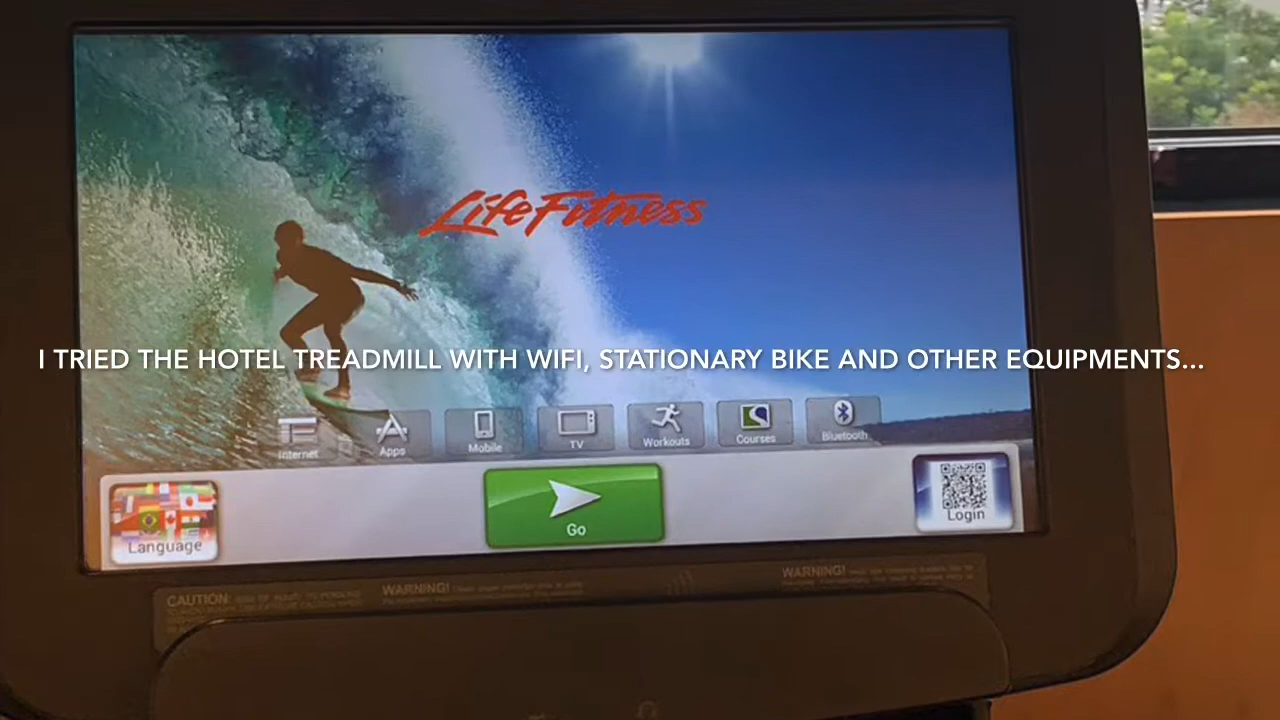 LifeFitness
I TRIED THE HOTEL TREADMILL WITH WIFI, STATIONARY BIKE AND OTHER EQUIPMENTS...
Internet
Apps
Mobile
TV
Workouts
Courses
Bluetooth
Language
Go
Login
CAUTION:
WARNING!
WARNING!